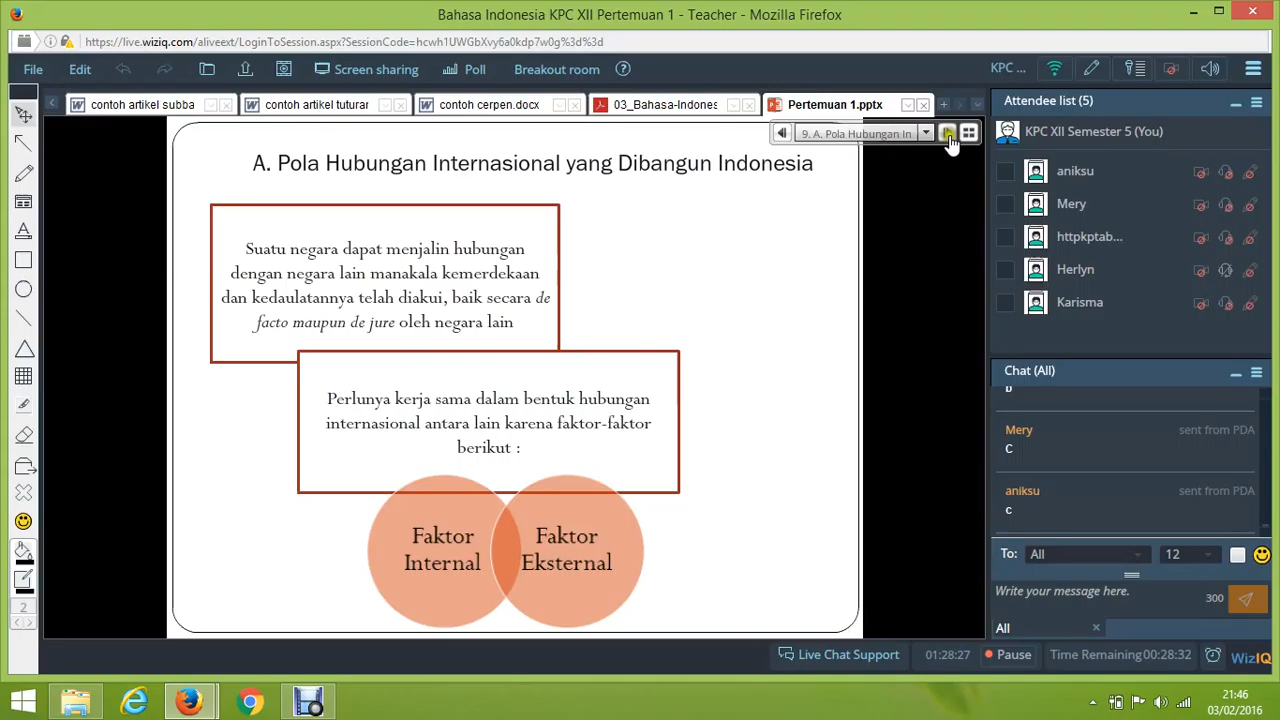 Bahasa Indonesia KPC XII Pertemuan 1 - Teacher - Mozilla Firefox
https://live.wiziq.com/aliveext/LoginToSession.aspx?SessionCode=hcwh1UWGbXvy6a0kdp7w0g%3d%3d
File Edit Screen sharing Poll Breakout room KPC ...
contoh artikel subba
contoh artikel tuturar
contoh cerpen.docx
03_Bahasa-Indones
Pertemuan 1.pptx
9. A. Pola Hubungan In
A. Pola Hubungan Internasional yang Dibangun Indonesia
Suatu negara dapat menjalin hubungan
dengan negara lain manakala kemerdekaan
dan kedaulatannya telah diakui, baik secara de
facto maupun de jure oleh negara lain
Perlunya kerja sama dalam bentuk hubungan
internasional antara lain karena faktor-faktor
berikut :
Faktor
Internal
Faktor
Eksternal
2
Attendee list (5)
KPC XII Semester 5 (You)
aniksu
Mery
httpkptab...
Herlyn
Karisma
Chat (All)
b
Mery sent from PDA
C
aniksu sent from PDA
c
To: All 12
Write your message here. 300
All
Live Chat Support 01:28:27 Pause Time Remaining 00:28:32 WizIQ
21:46
03/02/2016